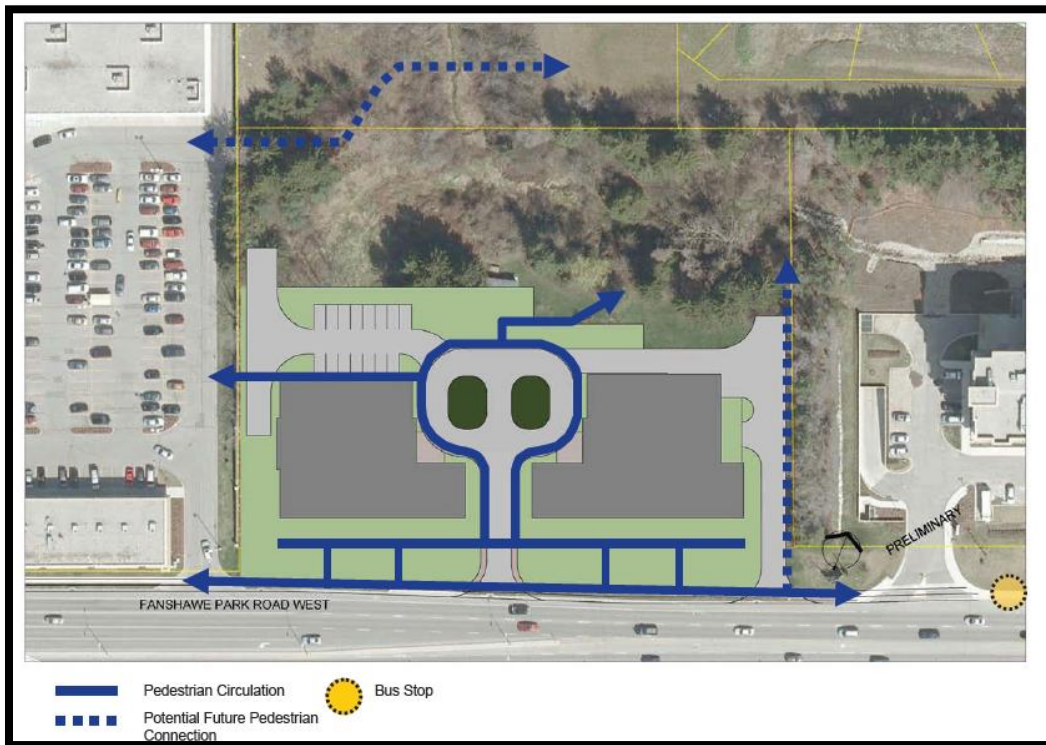 PRELIMINARY
FANSHAWE PARK ROAD WEST
Pedestrian Circulation
Bus Stop
Potential Future Pedestrian
Connection